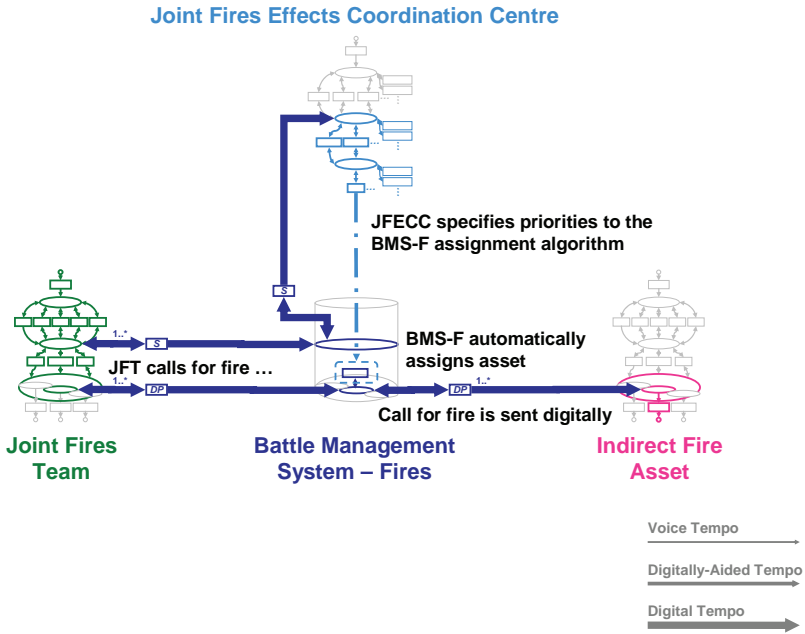 Joint Fires Effects Coordination Centre
...
...
JFECC specifies priorities to the
BMS-F assignment algorithm
S
1..*
S
BMS-F automatically
assigns asset
JFT calls for fire …
1..*
DP
DP
1..*
Call for fire is sent digitally
Joint Fires
Team
Battle Management
System – Fires
Indirect Fire
Asset
Voice Tempo
Digitally-Aided Tempo
Digital Tempo